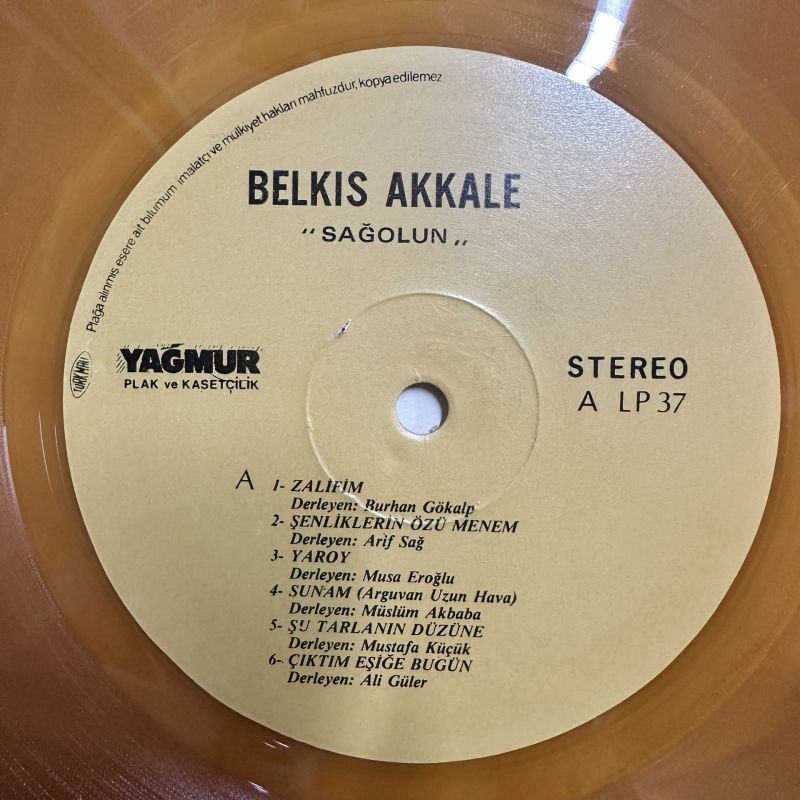 Plağa alınmış esere ait bilumum imalatçı ve mülkiyet hakları mahfuzdur, kopya edilemez
BELKIS AKKALE
"SAĞOLUN„
TÜRK MALI
YAĞMUR
PLAK ve KASETÇİLİK
STEREO
A LP 37
A 1- ZALİFİM
Derleyen: Burhan Gökalp
2- ŞENLİKLERİN ÖZÜ MENEM
Derleyen: Arif Sağ
3- YAROY
Derleyen: Musa Eroğlu
4- SUNAM (Arguvan Uzun Hava)
Derleyen: Müslüm Akbaba
5- ŞU TARLANIN DÜZÜNE
Derleyen: Mustafa Küçük
6- ÇIKTIM EŞİĞE BUGÜN
Derleyen: Ali Güler